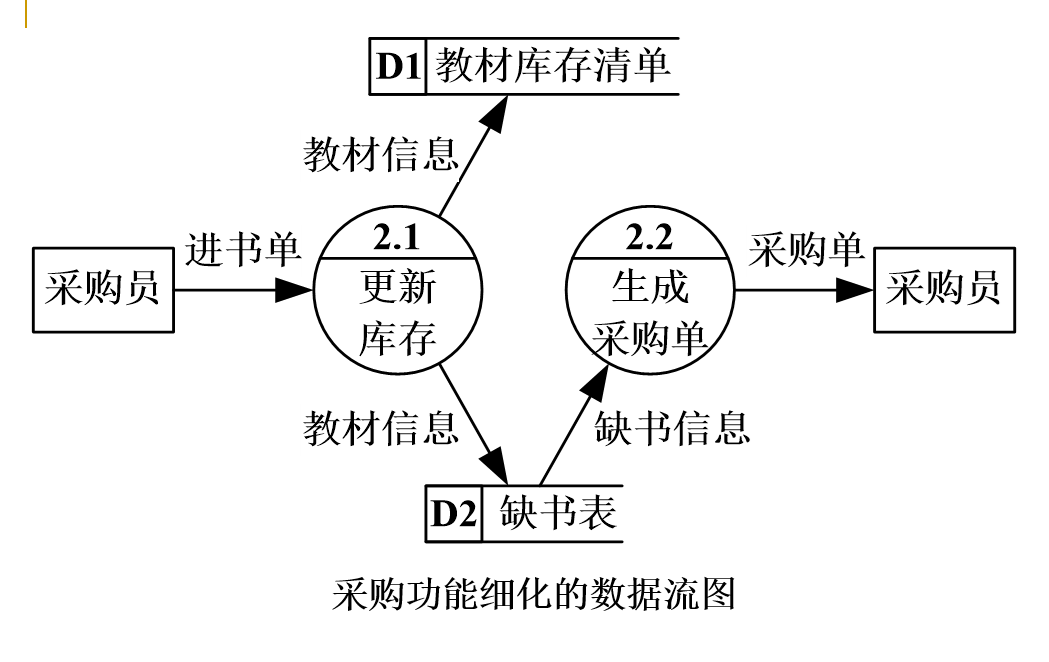 D1 教材库存清单
教材信息
2.1
2.2
进书单
采购单
采购员
更新
库存
生成
采购单
采购员
教材信息
缺书信息
D2 缺书表
采购功能细化的数据流图